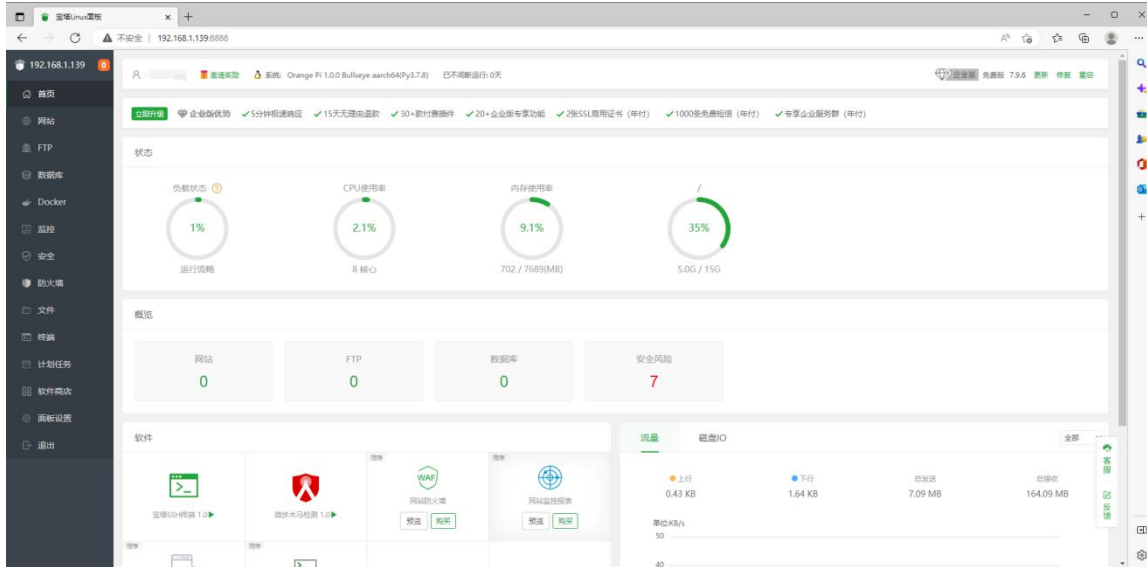 宝塔Linux面板
不安全 | 192.168.1.139:8888
192.168.1.139 0
首页
网站
FTP
数据库
Docker
监控
安全
防火墙
文件
终端
计划任务
软件商店
面板设置
退出
邀请奖励 系统: Orange Pi 1.0.0 Bullseye aarch64(Py3.7.8) 已不间断运行: 0天 企业版 免费版 7.9.6 更新 修复 重启
立即升级 企业版优势 5分钟极速响应 15天无理由退款 30+款付费插件 20+企业版专享功能 2张SSL商用证书（年付） 1000条免费短信（年付） 专享企业服务群（年付）
状态
负载状态 CPU使用率 内存使用率 /
1% 2.1% 9.1% 35%
运行流畅 8 核心 702 / 7689(MB) 5.0G / 15G
概览
网站 FTP 数据库 安全风险
0 0 0 7
软件
推荐 推荐
WAF
宝塔SSH终端 1.0 微步木马检测 1.0 网站防火墙 网站监控报表
预览 购买 预览 购买
推荐 推荐
流量 磁盘IO 全部
上行 下行 总发送 总接收
0.43 KB 1.64 KB 7.09 MB 164.09 MB
单位:KB/s
50
40
客服
反馈